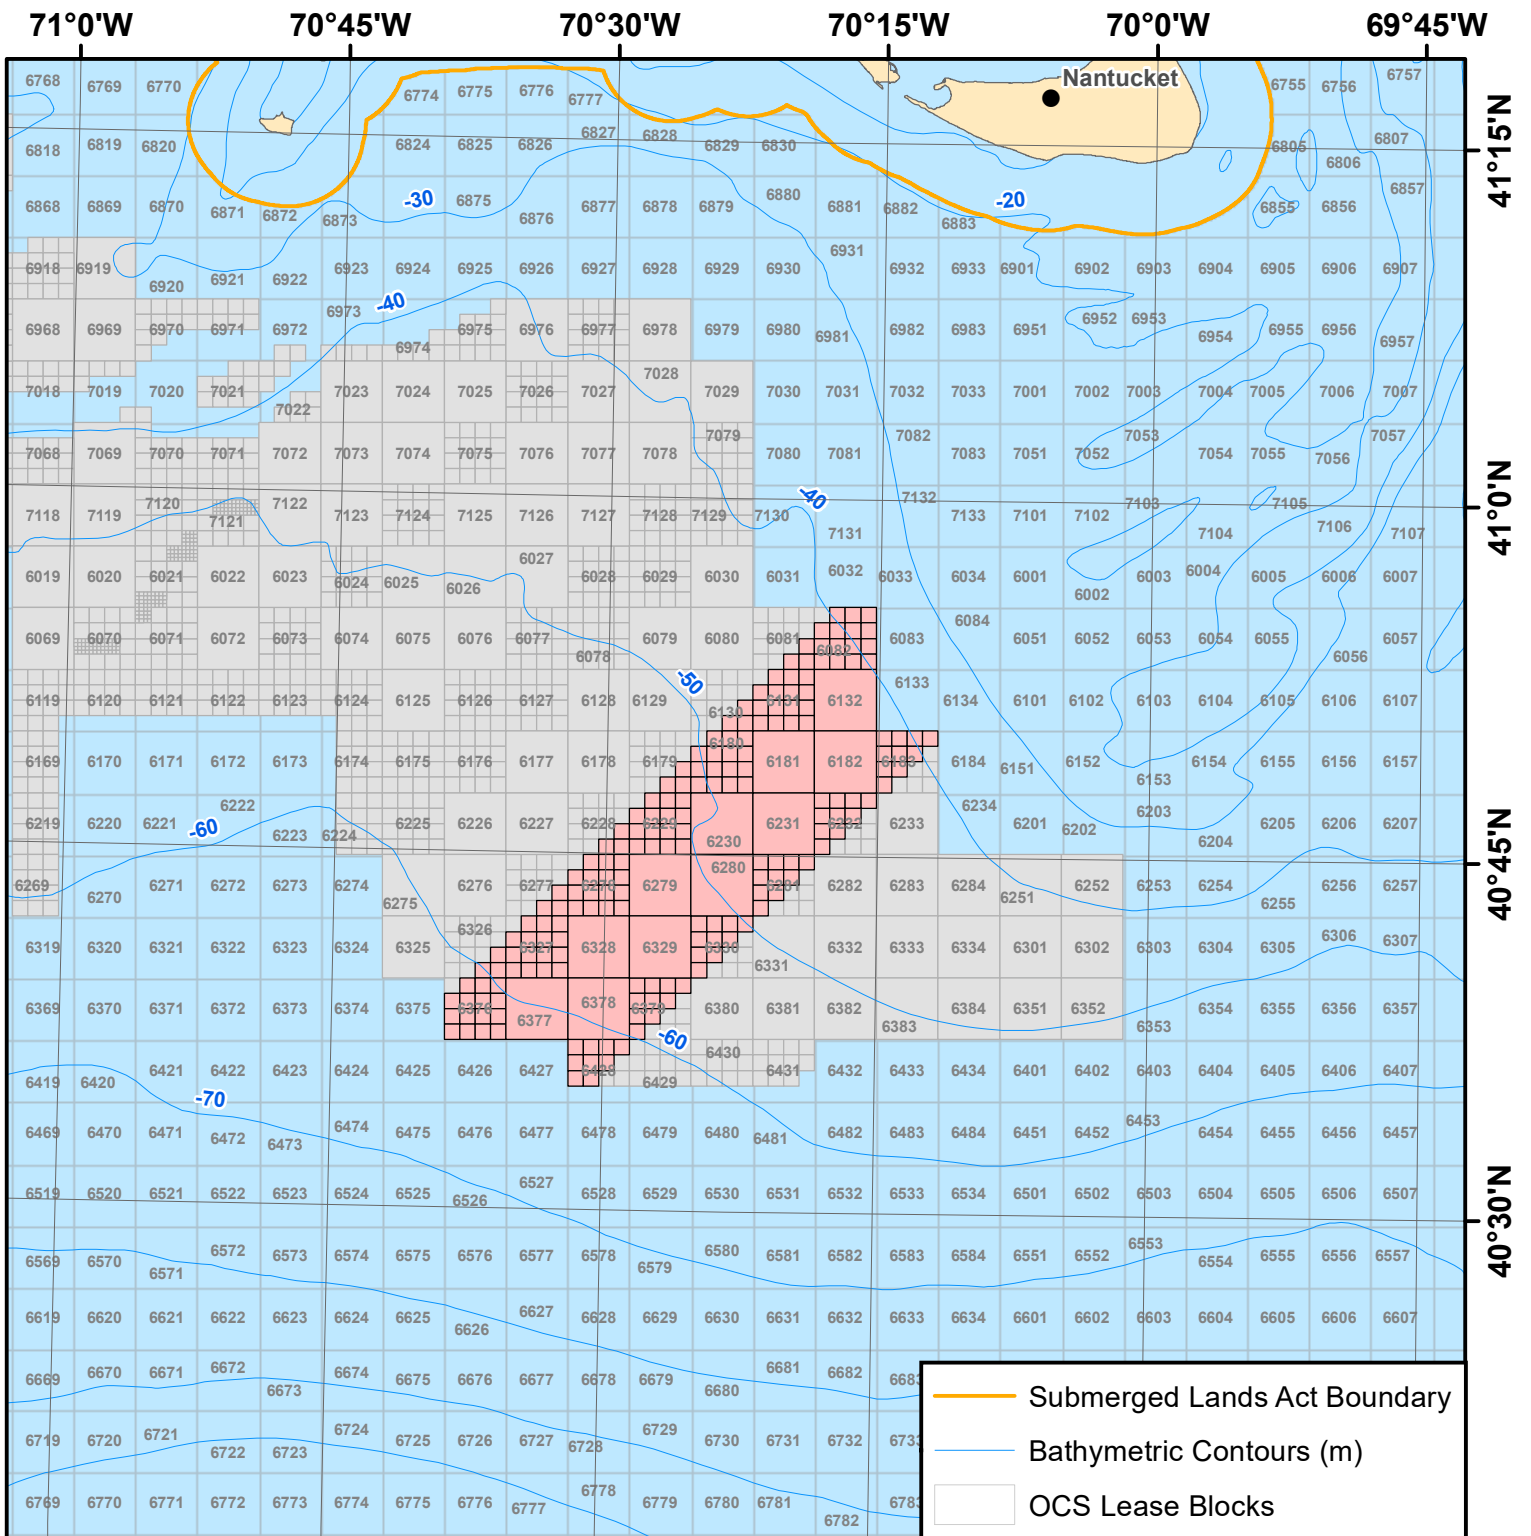 71°0'W 70°45'W 70°30'W 70°15'W 70°0'W 69°45'W
Nantucket
41°15'N
41°0'N
40°45'N
40°30'N
6768 6769 6770 6774 6775 6776 6777 6755 6756 6757
6818 6819 6820 6824 6825 6826 6827 6828 6829 6830 6805 6806 6807
6868 6869 6870 6871 6872 6873 -30 6875 6876 6877 6878 6879 6880 6881 6882 6883 -20 6855 6856 6857
6918 6919 6920 6921 6922 6923 6924 6925 6926 6927 6928 6929 6930 6931 6932 6933 6901 6902 6903 6904 6905 6906 6907
-40
6968 6969 6970 6971 6972 6973 6974 6975 6976 6977 6978 6979 6980 6981 6982 6983 6951 6952 6953 6954 6955 6956 6957
7018 7019 7020 7021 7022 7023 7024 7025 7026 7027 7028 7029 7030 7031 7032 7033 7001 7002 7003 7004 7005 7006 7007
7068 7069 7070 7071 7072 7073 7074 7075 7076 7077 7078 7079 7080 7081 7082 7083 7051 7052 7053 7054 7055 7056 7057
-40
7118 7119 7120 7121 7122 7123 7124 7125 7126 7127 7128 7129 7130 7131 7132 7133 7101 7102 7103 7104 7105 7106 7107
6019 6020 6021 6022 6023 6024 6025 6026 6027 6028 6029 6030 6031 6032 6033 6034 6001 6002 6003 6004 6005 6006 6007
6069 6070 6071 6072 6073 6074 6075 6076 6077 6078 6079 6080 6081 6082 6083 6084 6051 6052 6053 6054 6055 6056 6057
-50
6119 6120 6121 6122 6123 6124 6125 6126 6127 6128 6129 6130 6131 6132 6133 6134 6101 6102 6103 6104 6105 6106 6107
6169 6170 6171 6172 6173 6174 6175 6176 6177 6178 6179 6180 6181 6182 6183 6184 6151 6152 6153 6154 6155 6156 6157
6219 6220 6221 -60 6222 6223 6224 6225 6226 6227 6228 6229 6230 6231 6232 6233 6234 6201 6202 6203 6204 6205 6206 6207
6269 6270 6271 6272 6273 6274 6275 6276 6277 6278 6279 6280 6281 6282 6283 6284 6251 6252 6253 6254 6255 6256 6257
6319 6320 6321 6322 6323 6324 6325 6326 6327 6328 6329 6330 6331 6332 6333 6334 6301 6302 6303 6304 6305 6306 6307
6369 6370 6371 6372 6373 6374 6375 6376 6377 6378 6379 6380 6381 6382 6383 6384 6351 6352 6353 6354 6355 6356 6357
-60
6419 6420 6421 6422 6423 6424 6425 6426 6427 6428 6429 6430 6431 6432 6433 6434 6401 6402 6403 6404 6405 6406 6407
-70
6469 6470 6471 6472 6473 6474 6475 6476 6477 6478 6479 6480 6481 6482 6483 6484 6451 6452 6453 6454 6455 6456 6457
6519 6520 6521 6522 6523 6524 6525 6526 6527 6528 6529 6530 6531 6532 6533 6534 6501 6502 6503 6504 6505 6506 6507
6569 6570 6571 6572 6573 6574 6575 6576 6577 6578 6579 6580 6581 6582 6583 6584 6551 6552 6553 6554 6555 6556 6557
6619 6620 6621 6622 6623 6624 6625 6626 6627 6628 6629 6630 6631 6632 6633 6634 6601 6602 6603 6604 6605 6606 6607
6669 6670 6671 6672 6673 6674 6675 6676 6677 6678 6679 6680 6681 6682
6719 6720 6721 6722 6723 6724 6725 6726 6727 6728 6729 6730 6731 6732
6769 6770 6771 6772 6773 6774 6775 6776 6777 6778 6779 6780 6781 6782
Submerged Lands Act Boundary
Bathymetric Contours (m)
OCS Lease Blocks